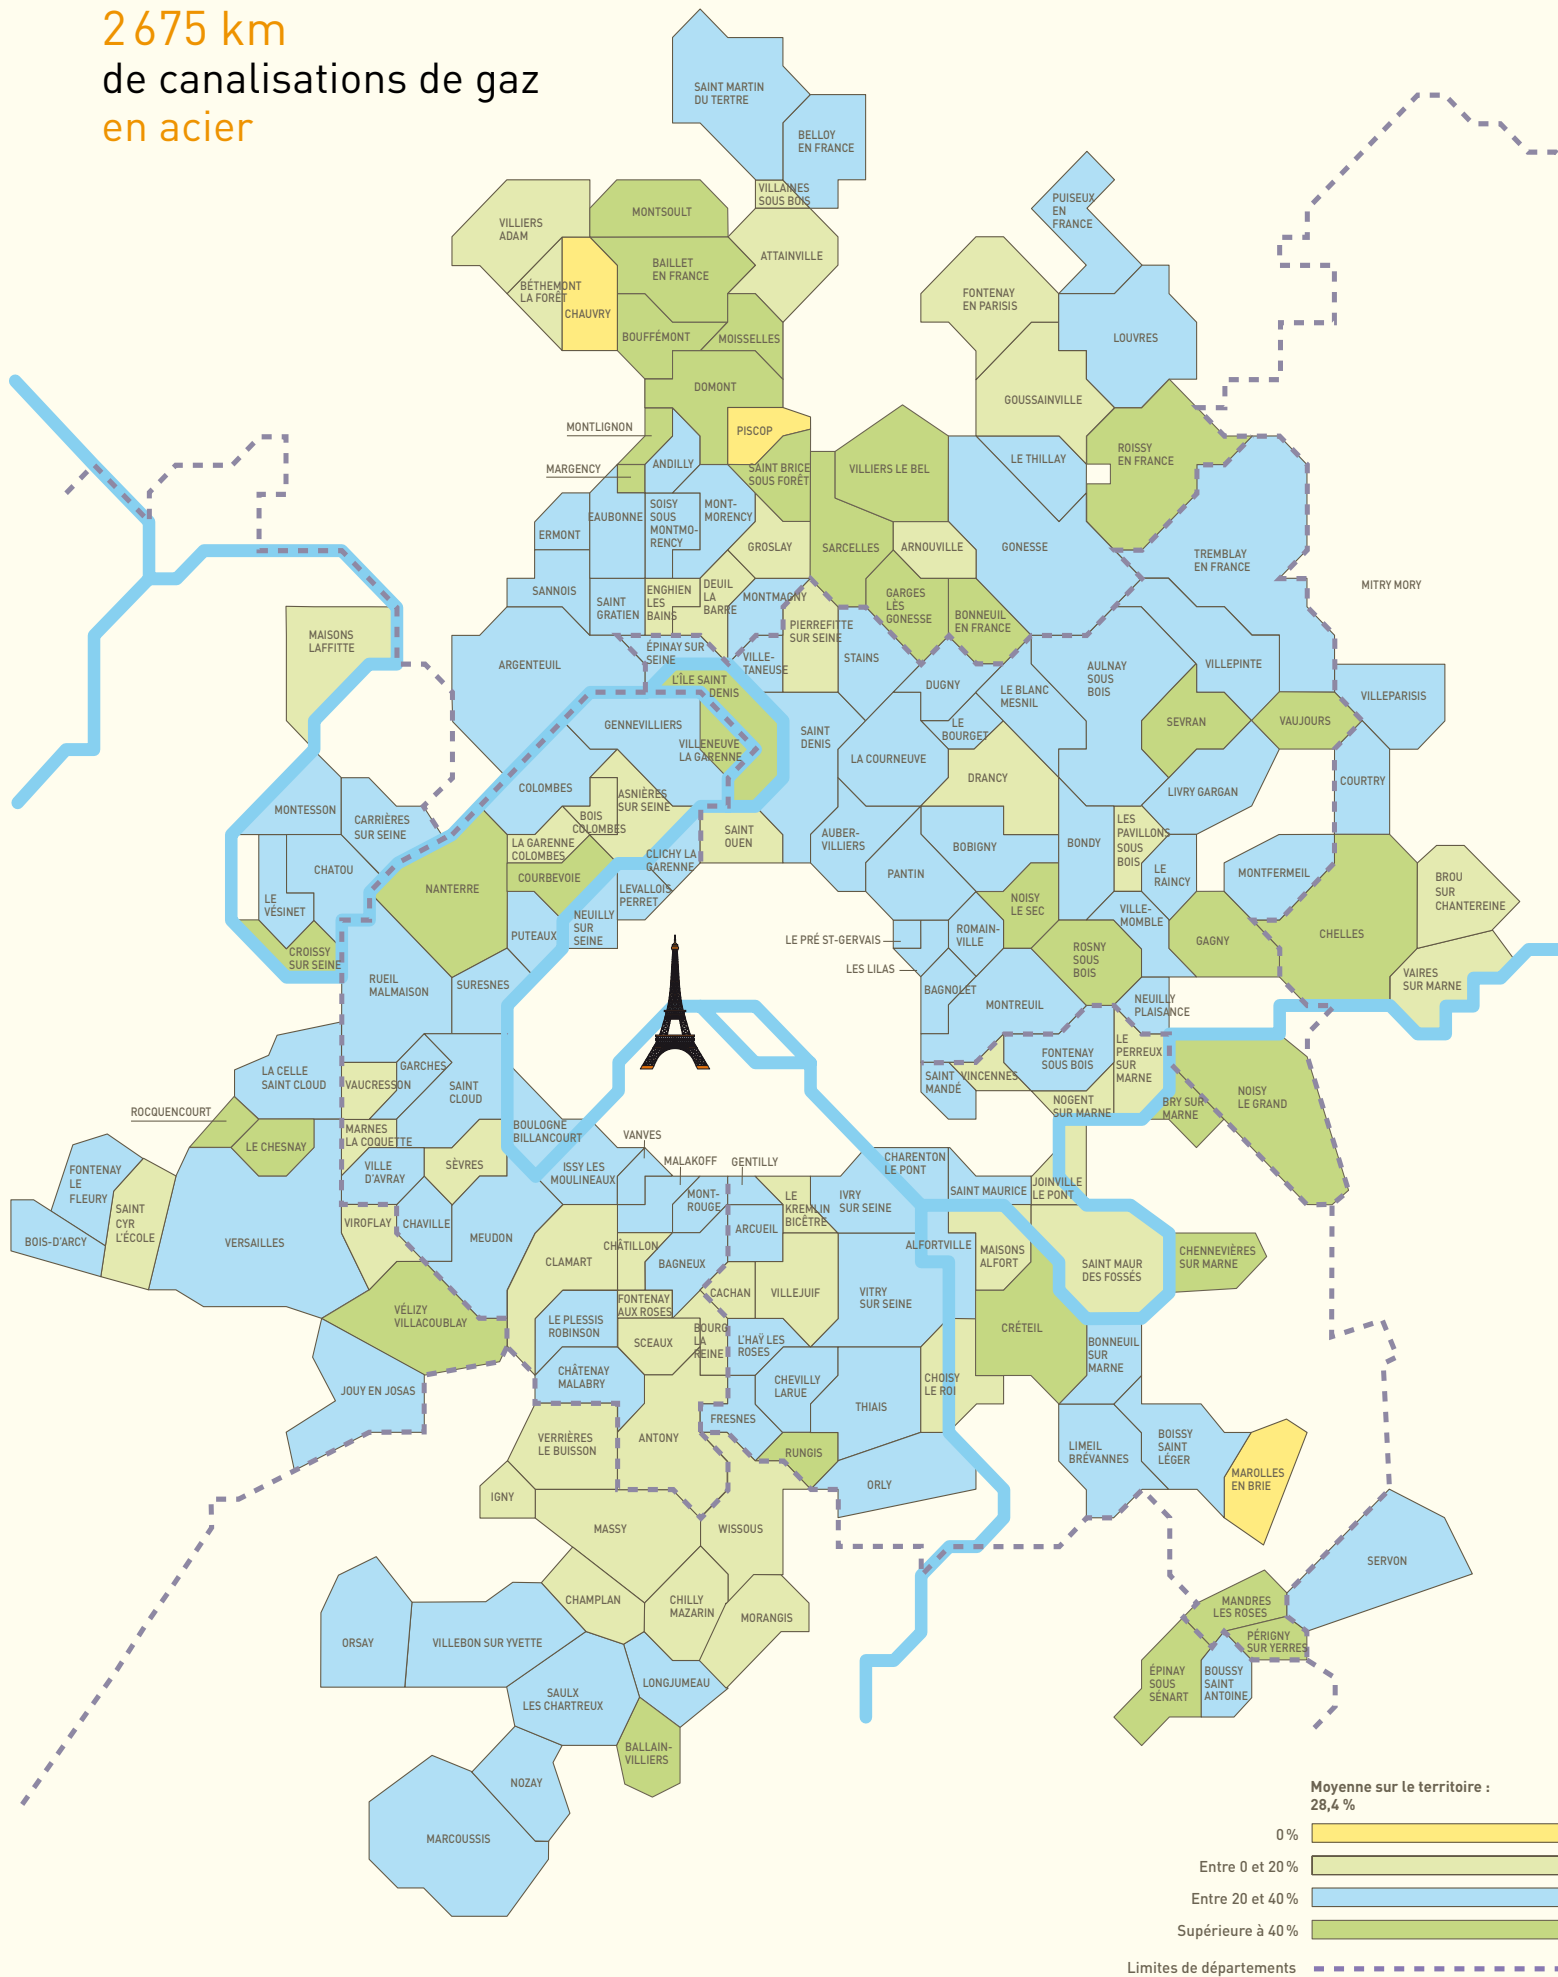 2 675 km
de canalisations de gaz
en acier
SAINT MARTIN
DU TERTRE
BELLOY
EN FRANCE
VILLAINES
SOUS BOIS
MONTSOULT
VILLIERS
ADAM
PUISEUX
EN
FRANCE
ATTAINVILLE
BAILLET
EN FRANCE
BÉTHEMONT
LA FORÊT
CHAUVRY
FONTENAY
EN PARISIS
BOUFFÉMONT
MOISSELLES
LOUVRES
DOMONT
GOUSSAINVILLE
MONTLIGNON
PISCOP
MARGENCY
ANDILLY
SAINT BRICE
SOUS FORÊT
VILLIERS LE BEL
LE THILLAY
ROISSY
EN FRANCE
EAUBONNE
SOISY
SOUS
MONTMO-
RENCY
MONT-
MORENCY
ERMONT
GROSLAY
SARCELLES
ARNOUVILLE
GONESSE
TREMBLAY
EN FRANCE
MITRY MORY
SANNOIS
SAINT
GRATIEN
ENGHIEN
LES
BAINS
DEUIL
LA
BARRE
MONTMAGNY
GARGES
LÈS
GONESSE
BONNEUIL
EN FRANCE
MAISONS
LAFFITTE
PIERREFITTE
SUR SEINE
ARGENTEUIL
ÉPINAY SUR
SEINE
VILLE-
TANEUSE
STAINS
AULNAY
SOUS
BOIS
VILLEPINTE
L'ÎLE SAINT
DENIS
DUGNY
LE BLANC
MESNIL
VILLEPARISIS
GENNEVILLIERS
SAINT
DENIS
LE
BOURGET
SEVRAN
VAUJOURS
VILLENEUVE
LA GARENNE
LA COURNEUVE
DRANCY
COURTRY
COLOMBES
ASNIÈRES
SUR SEINE
LIVRY GARGAN
MONTESSON
CARRIÈRES
SUR SEINE
BOIS
COLOMBES
LA GARENNE
COLOMBES
SAINT
OUEN
AUBER-
VILLIERS
BOBIGNY
BONDY
LES
PAVILLONS
SOUS
BOIS
CHATOU
NANTERRE
COURBEVOIE
CLICHY LA
GARENNE
LEVALLOIS
PERRET
PANTIN
LE
RAINCY
MONTFERMEIL
BROU
SUR
CHANTEREINE
LE
VÉSINET
NOISY
LE SEC
VILLE-
MOMBLE
PUTEAUX
NEUILLY
SUR
SEINE
CROISSY
SUR SEINE
LE PRÉ ST-GERVAIS
ROMAIN-
VILLE
ROSNY
SOUS
BOIS
GAGNY
CHELLES
LES LILAS
RUEIL
MALMAISON
SURESNES
BAGNOLET
MONTREUIL
NEUILLY
PLAISANCE
VAIRES
SUR MARNE
LA CELLE
SAINT CLOUD
VAUCRESSON
GARCHES
SAINT
CLOUD
SAINT
MANDÉ
VINCENNES
FONTENAY
SOUS BOIS
LE
PERREUX
SUR
MARNE
NOISY
LE GRAND
NOGENT
SUR MARNE
BRY SUR
MARNE
ROCQUENCOURT
LE CHESNAY
MARNES
LA COQUETTE
BOULOGNE
BILLANCOURT
VANVES
MALAKOFF
GENTILLY
CHARENTON
LE PONT
FONTENAY
LE
FLEURY
SAINT
CYR
L'ÉCOLE
BOIS-D'ARCY
VERSAILLES
VILLE
D'AVRAY
SÈVRES
ISSY LES
MOULINEAUX
MONT-
ROUGE
LE
KREMLIN
BICÊTRE
IVRY
SUR SEINE
SAINT MAURICE
JOINVILLE
LE PONT
VIROFLAY
CHAVILLE
MEUDON
ARCUEIL
CHÂTILLON
BAGNEUX
CLAMART
ALFORTVILLE
MAISONS
ALFORT
SAINT MAUR
DES FOSSÉS
CHENNEVIÈRES
SUR MARNE
VÉLIZY
VILLACOUBLAY
FONTENAY
AUX ROSES
CACHAN
VILLEJUIF
VITRY
SUR SEINE
LE PLESSIS
ROBINSON
SCEAUX
BOURG
LA
REINE
L'HAŸ LES
ROSES
CRÉTEIL
BONNEUIL
SUR
MARNE
JOUY EN JOSAS
CHÂTENAY
MALABRY
CHEVILLY
LARUE
CHOISY
LE ROI
THIAIS
FRESNES
VERRIÈRES
LE BUISSON
ANTONY
RUNGIS
LIMEIL
BRÉVANNES
BOISSY
SAINT
LÉGER
MAROLLES
EN BRIE
ORLY
IGNY
MASSY
WISSOUS
SERVON
CHAMPLAN
CHILLY
MAZARIN
MORANGIS
MANDRES
LES ROSES
PÉRIGNY
SUR YERRES
ORSAY
VILLEBON SUR YVETTE
LONGJUMEAU
ÉPINAY
SOUS
SÉNART
BOUSSY
SAINT
ANTOINE
SAULX
LES CHARTREUX
BALLAIN-
VILLIERS
NOZAY
MARCOUSSIS
Moyenne sur le territoire :
28,4 %
0 %
Entre 0 et 20 %
Entre 20 et 40 %
Supérieure à 40 %
Limites de départements